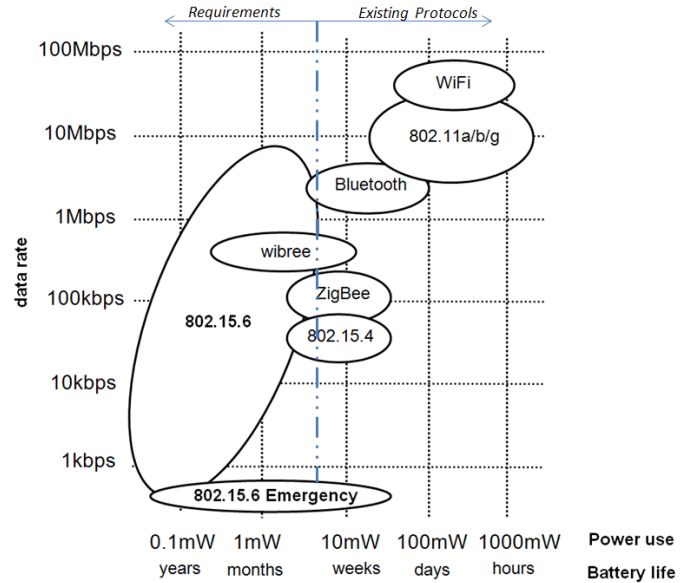 Requirements Existing Protocols
100Mbps
WiFi
10Mbps
802.11a/b/g
Bluetooth
1Mbps
wibree
data rate
ZigBee
100kbps
802.15.6
802.15.4
10kbps
1kbps
802.15.6 Emergency
0.1mW 1mW 10mW 100mW 1000mW Power use
years months weeks days hours Battery life